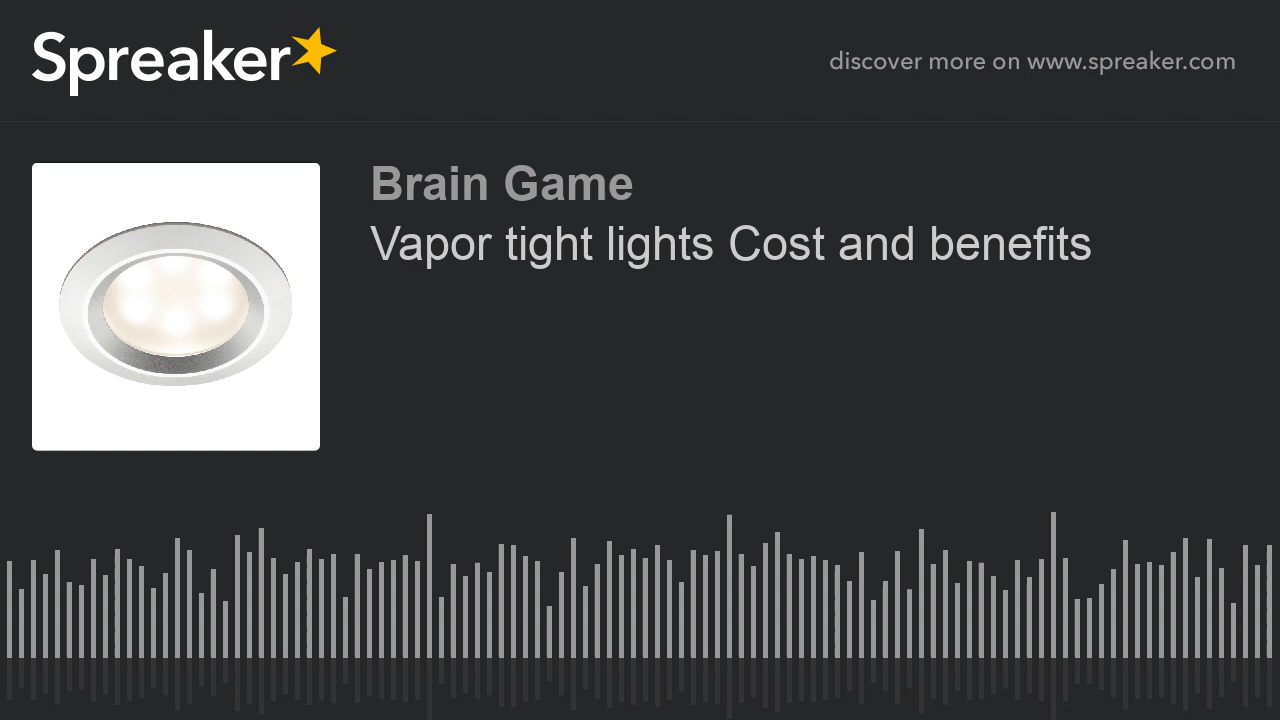 Spreaker
discover more on www.spreaker.com
Brain Game
Vapor tight lights Cost and benefits